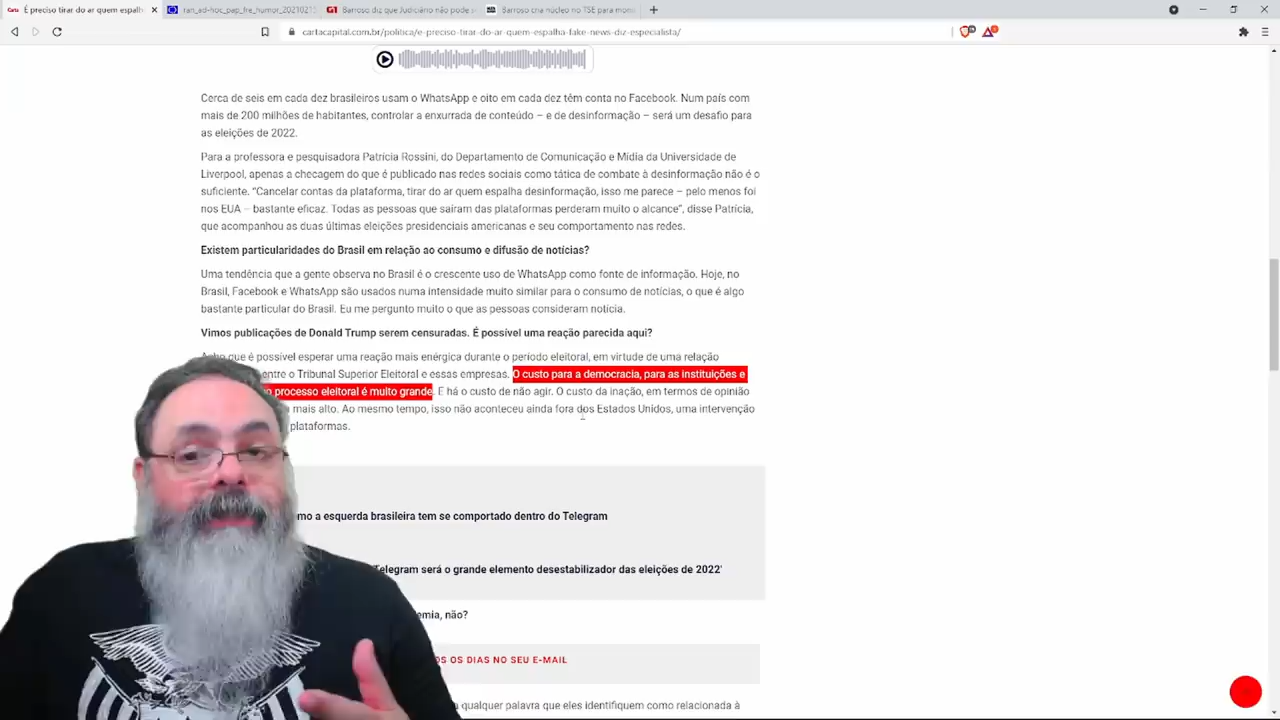 É preciso tirar do ar quem espalh
ran_ad-hoc_pap_fre_humor_20210215
G1 Barroso diz que Judiciário não pode s
Barroso cria núcleo no TSE para moni
cartacapital.com.br/politica/e-preciso-tirar-do-ar-quem-espalha-fake-news-diz-especialista/
Cerca de seis em cada dez brasileiros usam o WhatsApp e oito em cada dez têm conta no Facebook. Num país com
mais de 200 milhões de habitantes, controlar a enxurrada de conteúdo – e de desinformação – será um desafio para
as eleições de 2022.
Para a professora e pesquisadora Patrícia Rossini, do Departamento de Comunicação e Mídia da Universidade de
Liverpool, apenas a checagem do que é publicado nas redes sociais como tática de combate à desinformação não é o
suficiente. “Cancelar contas da plataforma, tirar do ar quem espalha desinformação, isso me parece – pelo menos foi
nos EUA – bastante eficaz. Todas as pessoas que saíram das plataformas perderam muito o alcance”, disse Patrícia,
que acompanhou as duas últimas eleições presidenciais americanas e seu comportamento nas redes.
Existem particularidades do Brasil em relação ao consumo e difusão de notícias?
Uma tendência que a gente observa no Brasil é o crescente uso de WhatsApp como fonte de informação. Hoje, no
Brasil, Facebook e WhatsApp são usados numa intensidade muito similar para o consumo de notícias, o que é algo
bastante particular do Brasil. Eu me pergunto muito o que as pessoas consideram notícia.
Vimos publicações de Donald Trump serem censuradas. É possível uma reação parecida aqui?
Acho que é possível esperar uma reação mais enérgica durante o período eleitoral, em virtude de uma relação
entre o Tribunal Superior Eleitoral e essas empresas. O custo para a democracia, para as instituições e
o processo eleitoral é muito grande. E há o custo de não agir. O custo da inação, em termos de opinião
mais alto. Ao mesmo tempo, isso não aconteceu ainda fora dos Estados Unidos, uma intervenção
plataformas.
mo a esquerda brasileira tem se comportado dentro do Telegram
'Telegram será o grande elemento desestabilizador das eleições de 2022'
emia, não?
OS OS DIAS NO SEU E-MAIL
a qualquer palavra que eles identifiquem como relacionada à